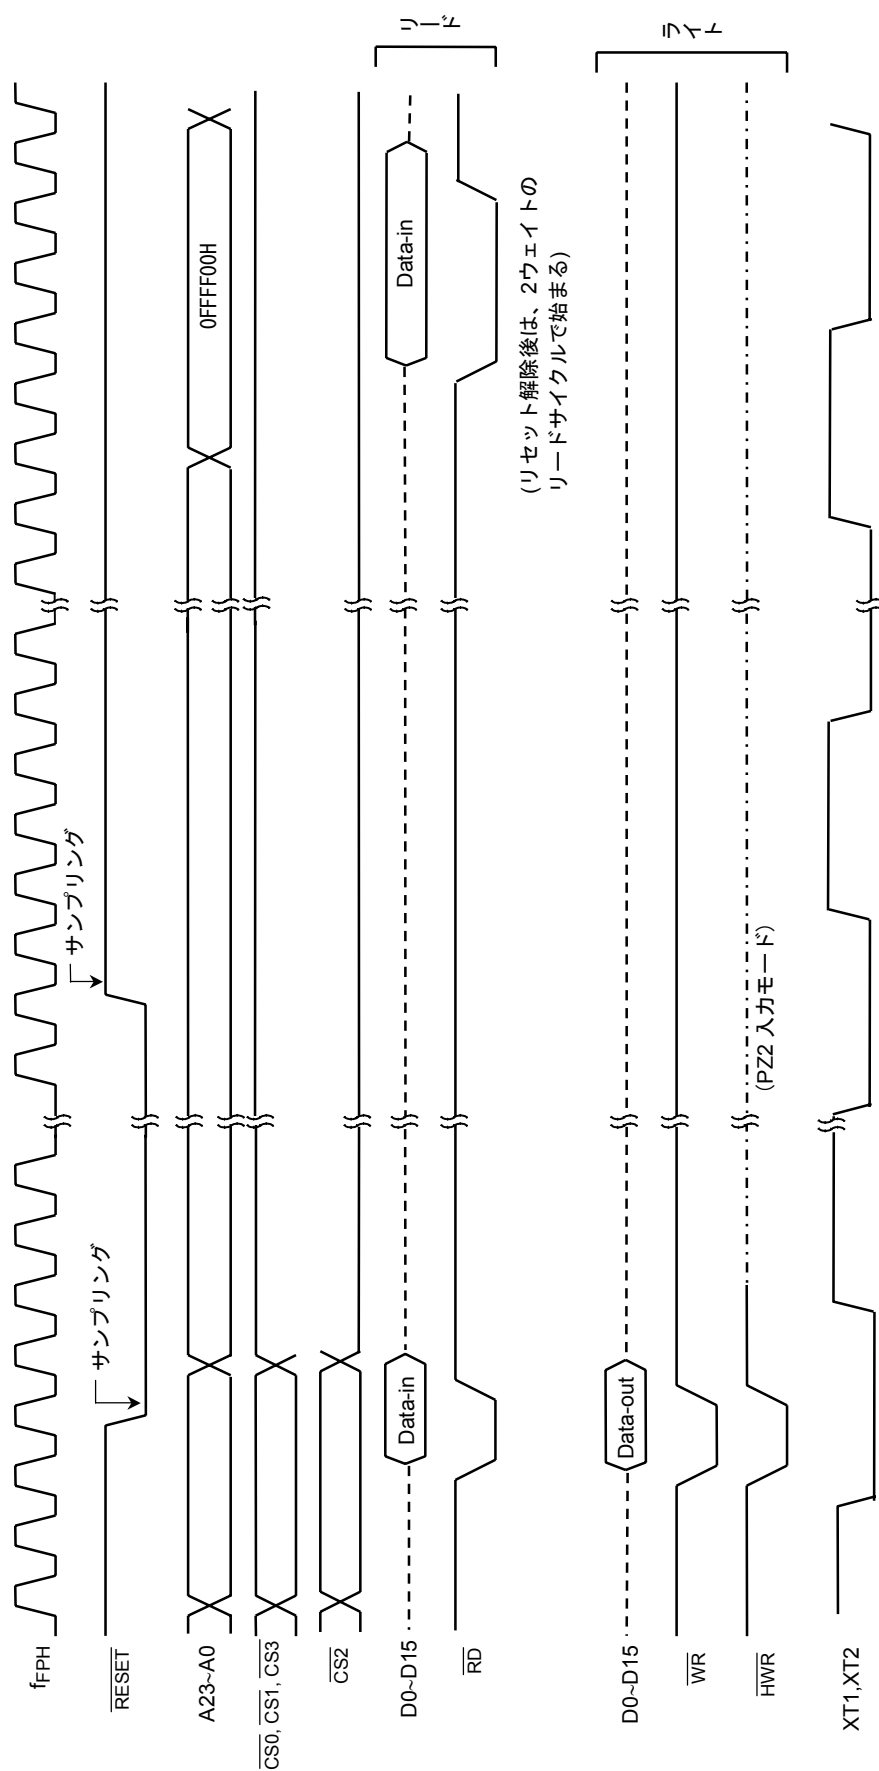 f<sub>FPH</sub>
サンプリング
サンプリング
RESET
A23~A0
0FFFF00H
CS0, CS1, CS3
CS2
D0~D15
Data-in
Data-in
リード
RD
(リセット解除後は、2ウェイトの
リードサイクルで始まる)
D0~D15
Data-out
ライト
WR
HWR
(PZ2 入力モード)
XT1,XT2